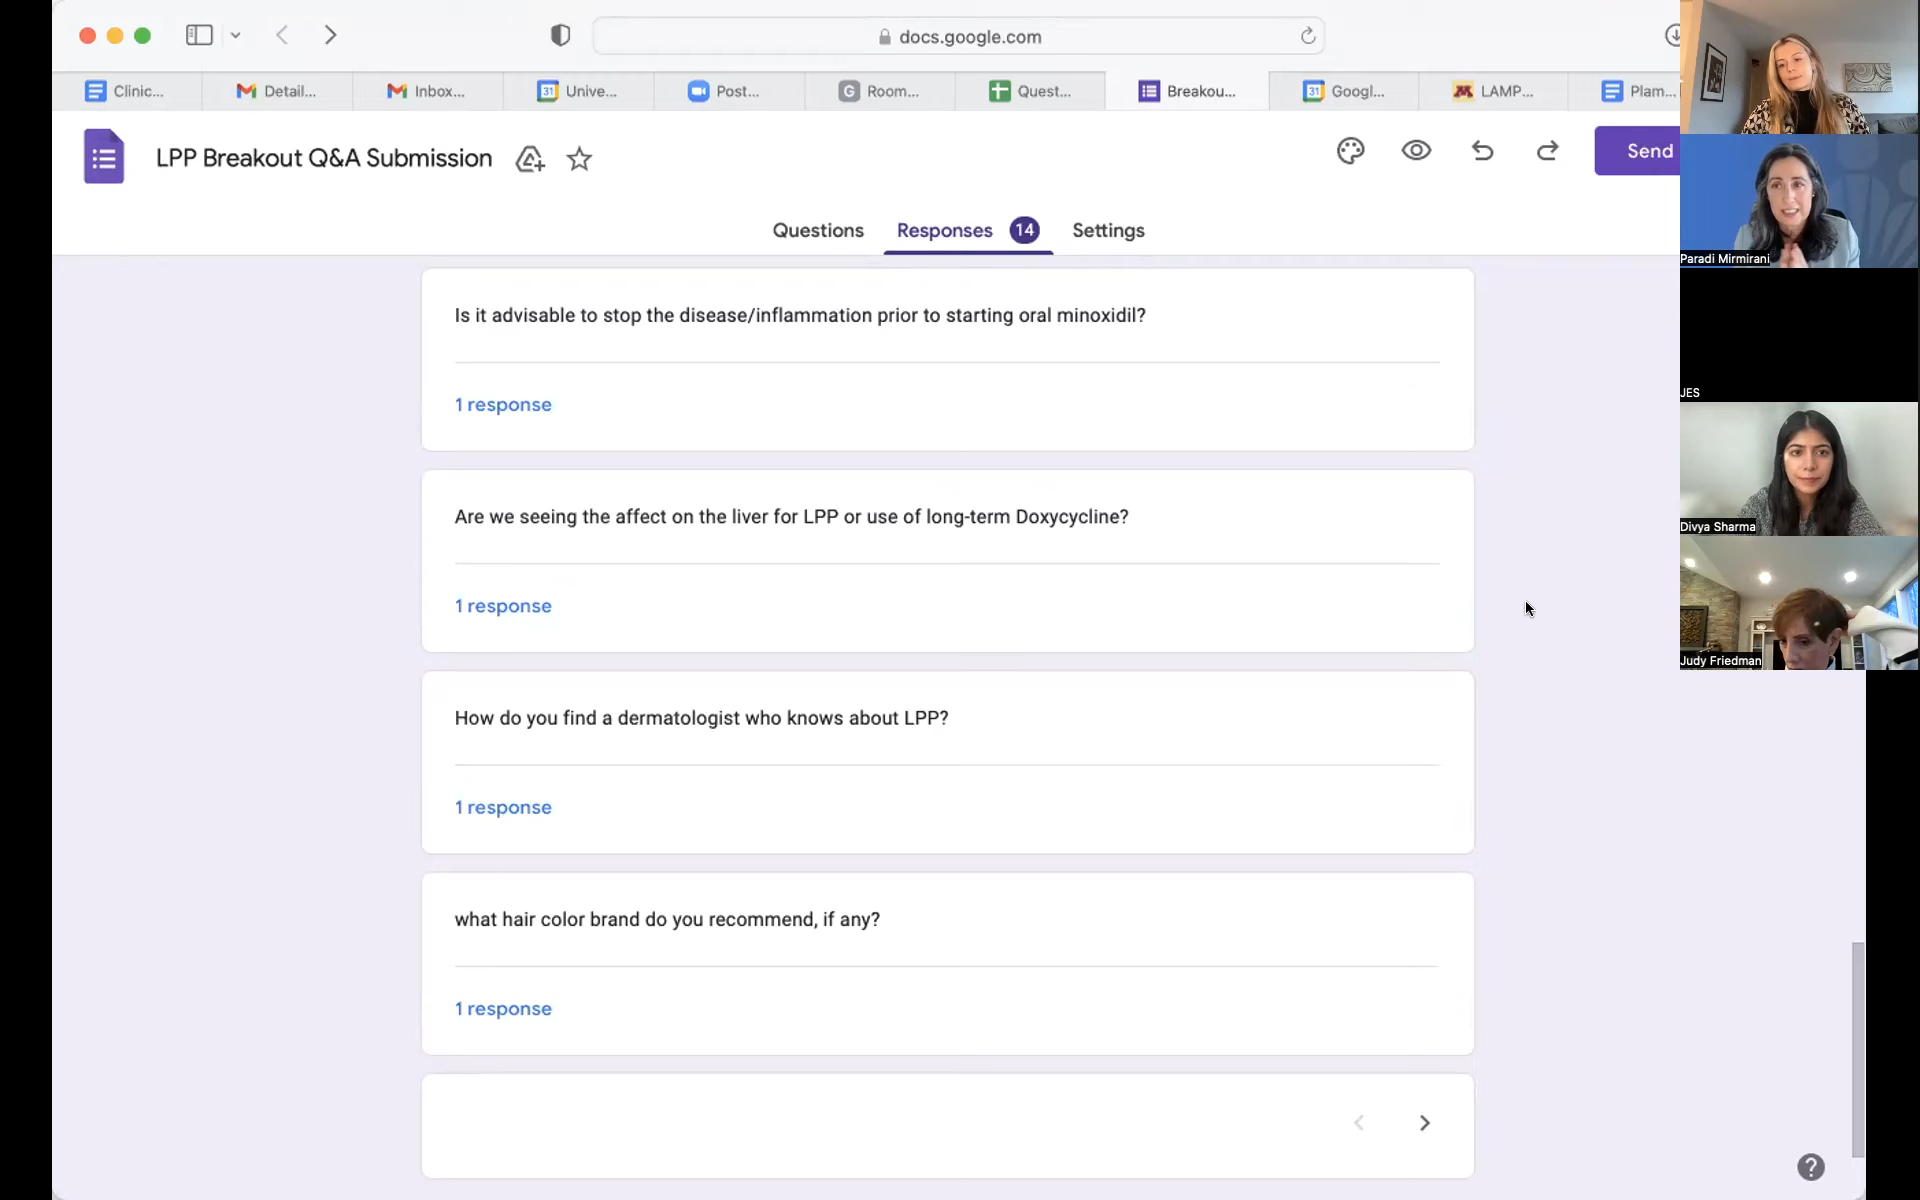 docs.google.com
Clinic...
Detail...
Inbox...
31
Unive...
Post...
G
Room...
Quest...
Breakou...
31
Googl...
LAMP...
Plam...
LPP Breakout Q&A Submission
Send
Questions
Responses 14
Settings
Is it advisable to stop the disease/inflammation prior to starting oral minoxidil?
1 response
Are we seeing the affect on the liver for LPP or use of long-term Doxycycline?
1 response
How do you find a dermatologist who knows about LPP?
1 response
what hair color brand do you recommend, if any?
1 response
Paradi Mirmirani
JES
Divya Sharma
Judy Friedman